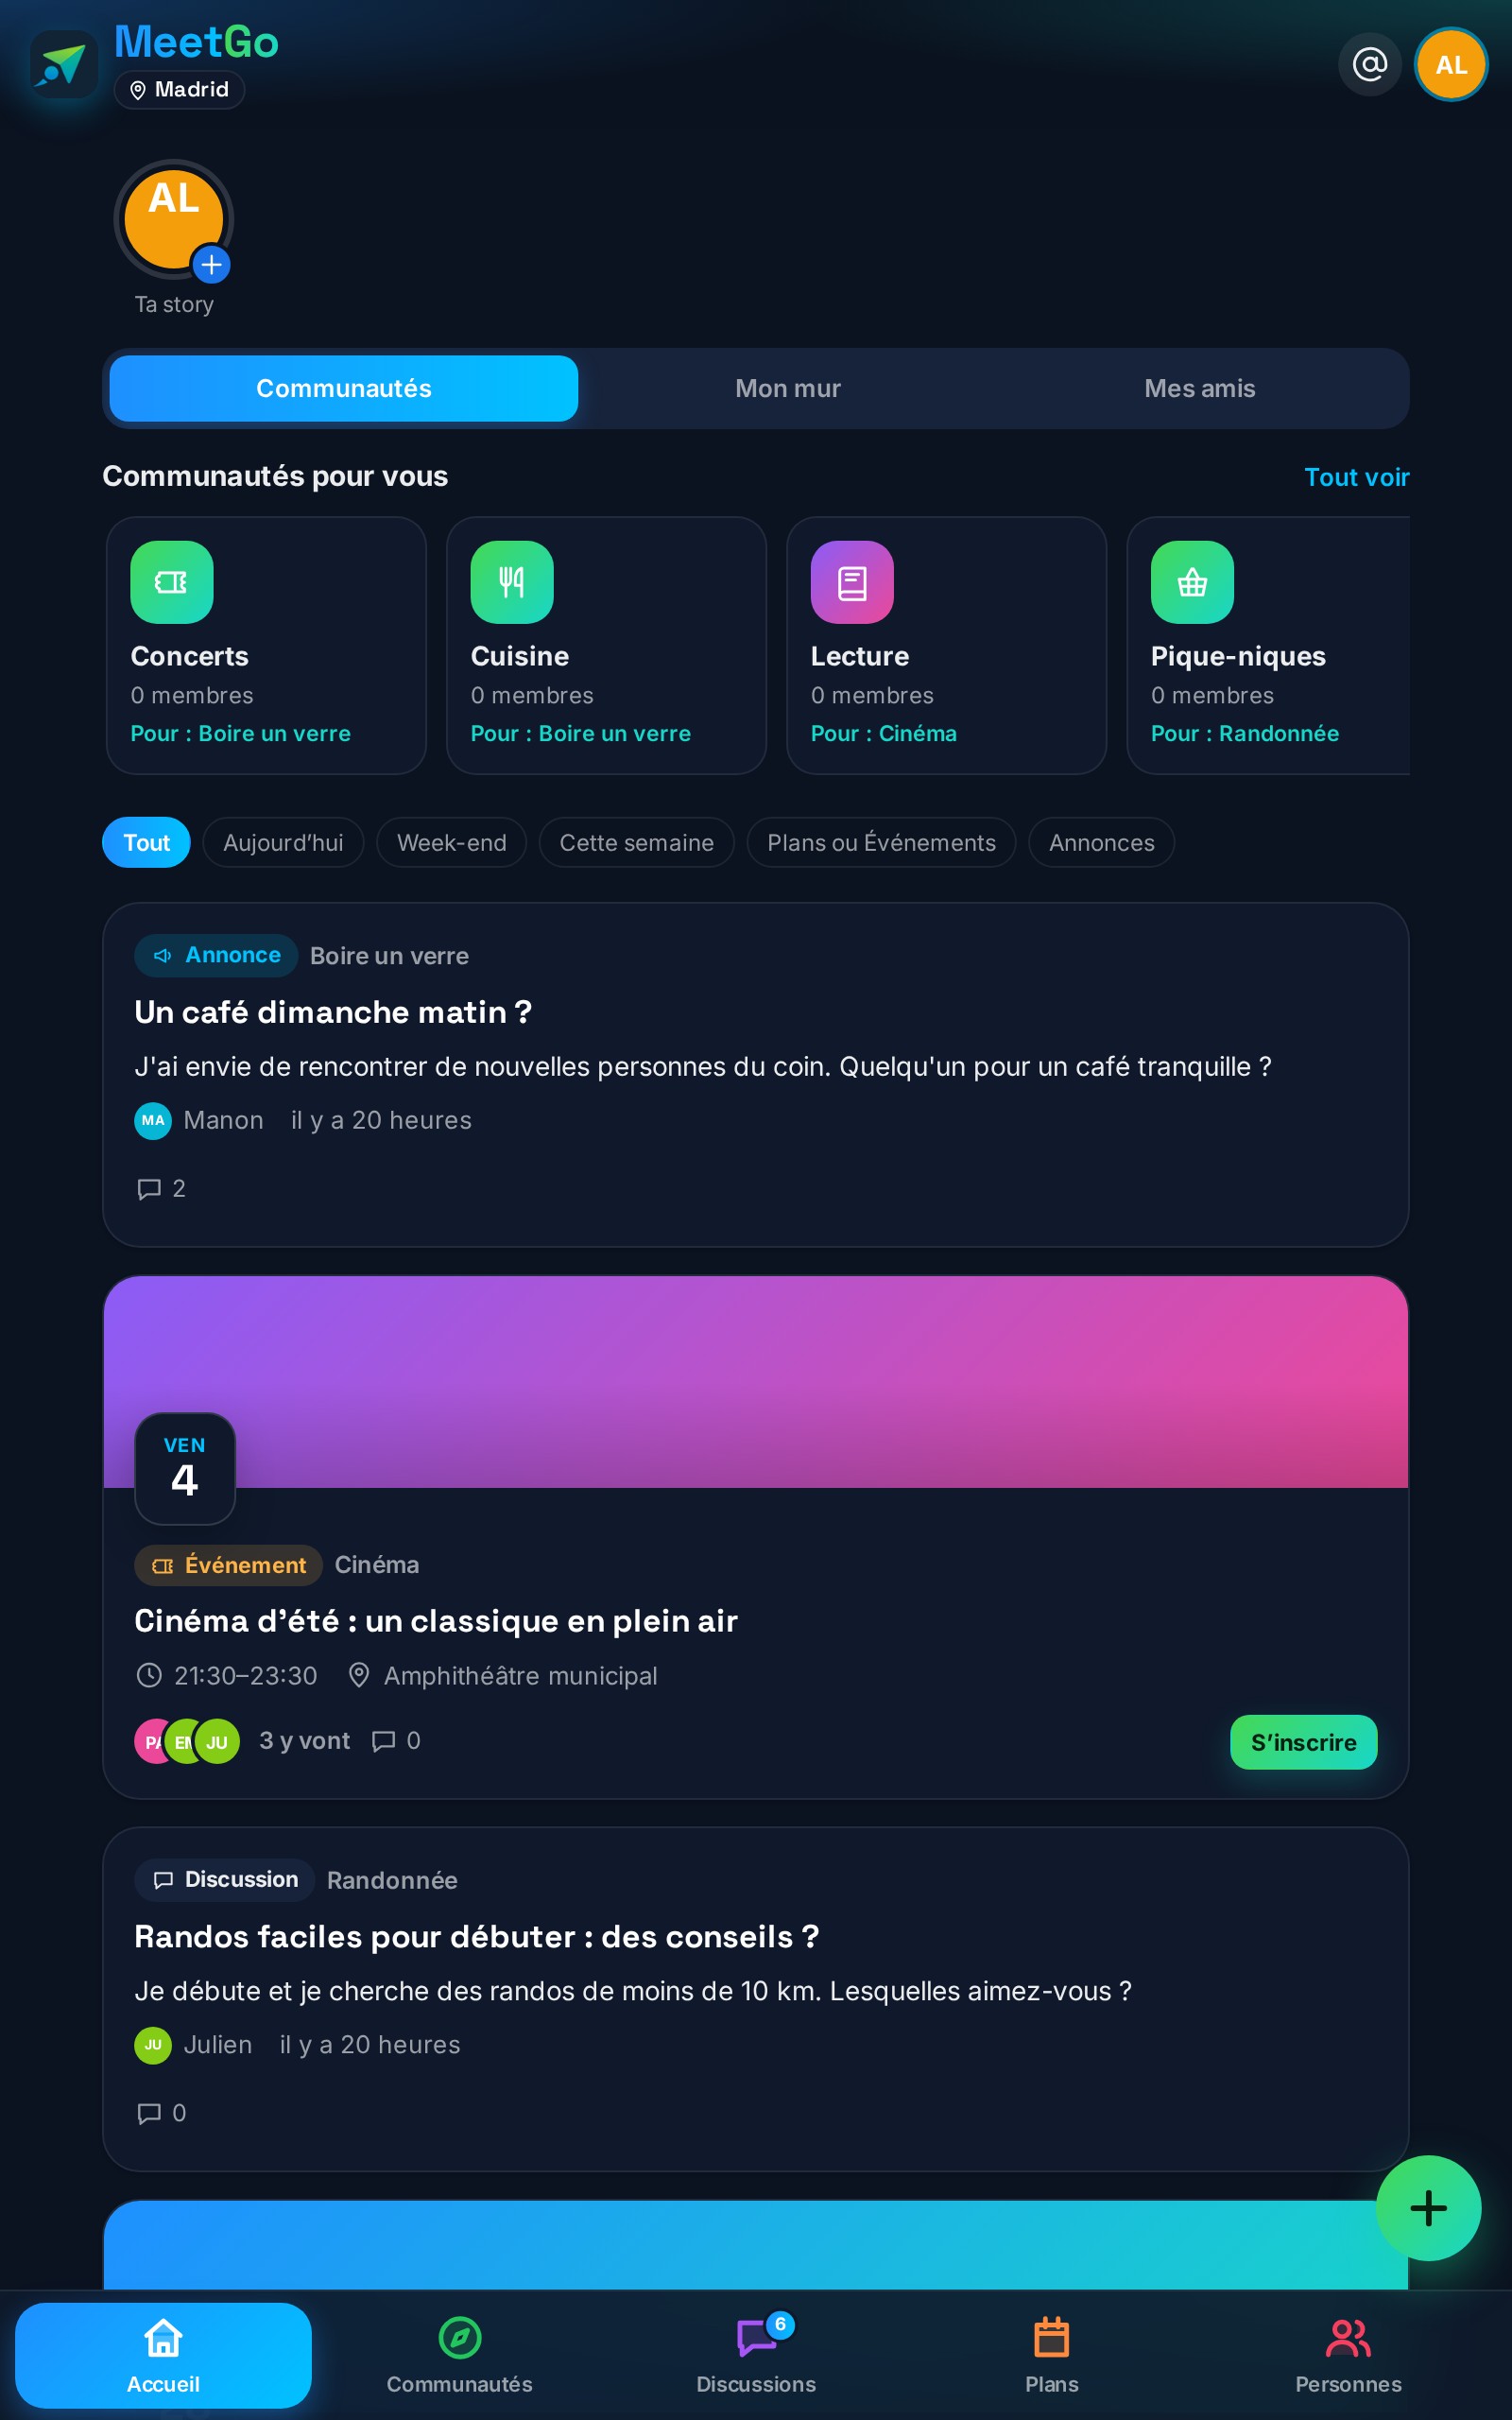 MeetGo
Madrid
AL
AL
Ta story
Communautés Mon mur Mes amis
Communautés pour vous Tout voir
Concerts
0 membres
Pour : Boire un verre
Cuisine
0 membres
Pour : Boire un verre
Lecture
0 membres
Pour : Cinéma
Pique-niques
0 membres
Pour : Randonnée
Tout Aujourd’hui Week-end Cette semaine Plans ou Événements Annonces
Annonce Boire un verre
Un café dimanche matin ?
J'ai envie de rencontrer de nouvelles personnes du coin. Quelqu'un pour un café tranquille ?
MA Manon il y a 20 heures
2
VEN
4
Événement Cinéma
Cinéma d’été : un classique en plein air
21:30–23:30 Amphithéâtre municipal
JU 3 y vont 0 S’inscrire
Discussion Randonnée
Randos faciles pour débuter : des conseils ?
Je débute et je cherche des randos de moins de 10 km. Lesquelles aimez-vous ?
JU Julien il y a 20 heures
0
6
Accueil Communautés Discussions Plans Personnes